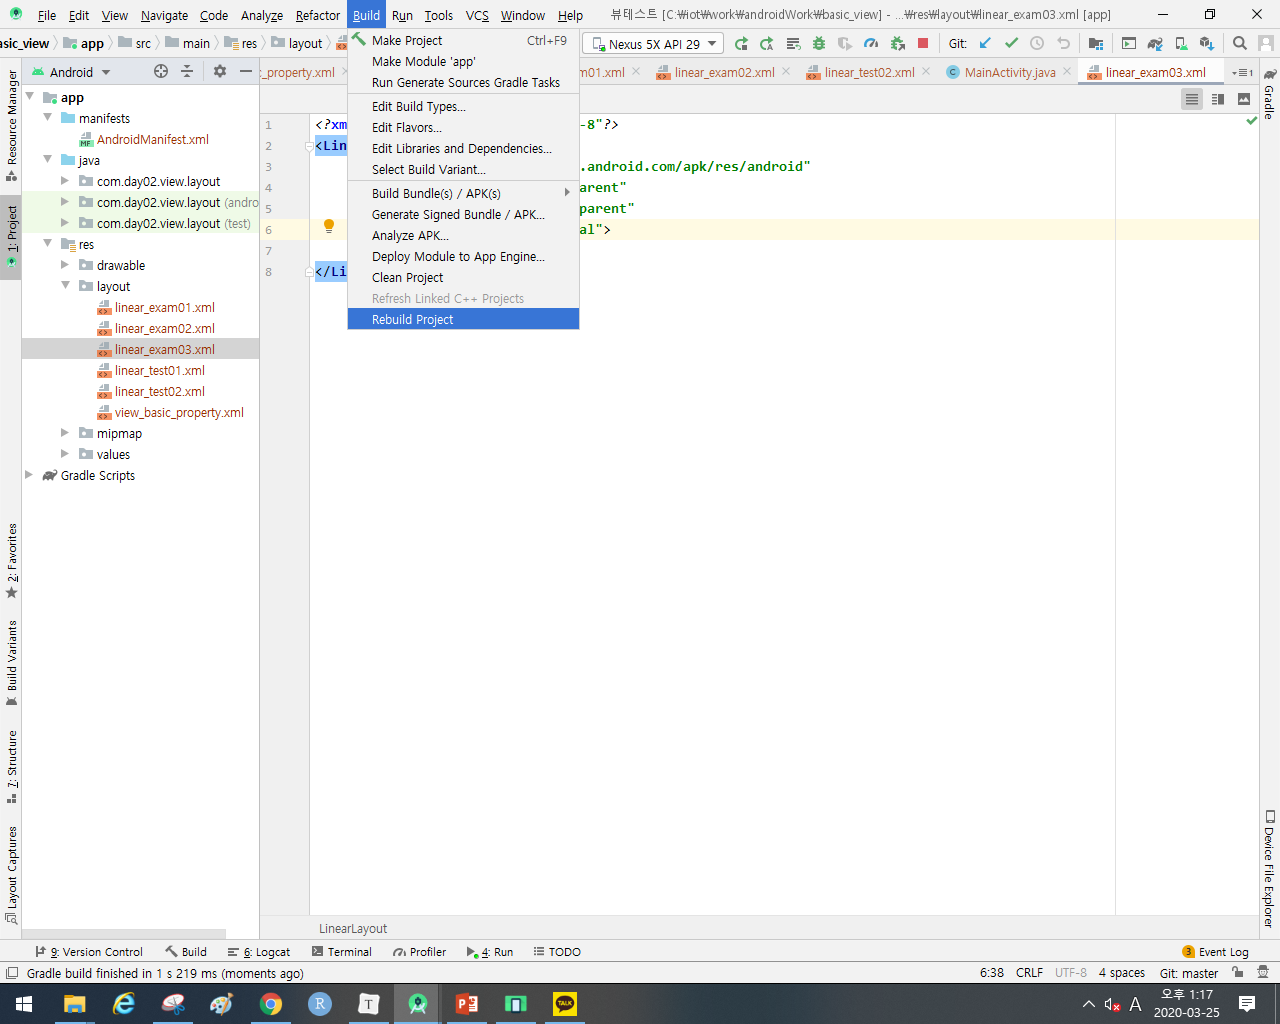 File Edit View Navigate Code Analyze Refactor Build Run Tools VCS Window Help 뷰테스트 [C:₩iot₩work₩androidWork₩basic_view] - ...₩res₩layout₩linear_exam03.xml [app]
asic_view app src main res layout
Nexus 5X API 29
Git:
Make Project Ctrl+F9
Make Module 'app'
Run Generate Sources Gradle Tasks
Edit Build Types...
Edit Flavors...
Edit Libraries and Dependencies...
Select Build Variant...
Build Bundle(s) / APK(s)
Generate Signed Bundle / APK...
Analyze APK...
Deploy Module to App Engine...
Clean Project
Refresh Linked C++ Projects
Rebuild Project
Android
_property.xml
m01.xml linear_exam02.xml linear_test02.xml MainActivity.java linear_exam03.xml
1
app
manifests
AndroidManifest.xml
java
com.day02.view.layout
com.day02.view.layout (andro
com.day02.view.layout (test)
res
drawable
layout
linear_exam01.xml
linear_exam02.xml
linear_exam03.xml
linear_test01.xml
linear_test02.xml
view_basic_property.xml
mipmap
values
Gradle Scripts
1 <?xm -8"?>
2 <Lin
3 .android.com/apk/res/android"
4 arent"
5 parent"
6 al">
7
8 </Li
Resource Manager
1: Project
2: Favorites
Build Variants
7: Structure
Layout Captures
Gradle
Device File Explorer
LinearLayout
9: Version Control Build 6: Logcat Terminal Profiler 4: Run TODO 3 Event Log
Gradle build finished in 1 s 219 ms (moments ago) 6:38 CRLF UTF-8 4 spaces Git: master
R T TALK A 오후 1:17
2020-03-25